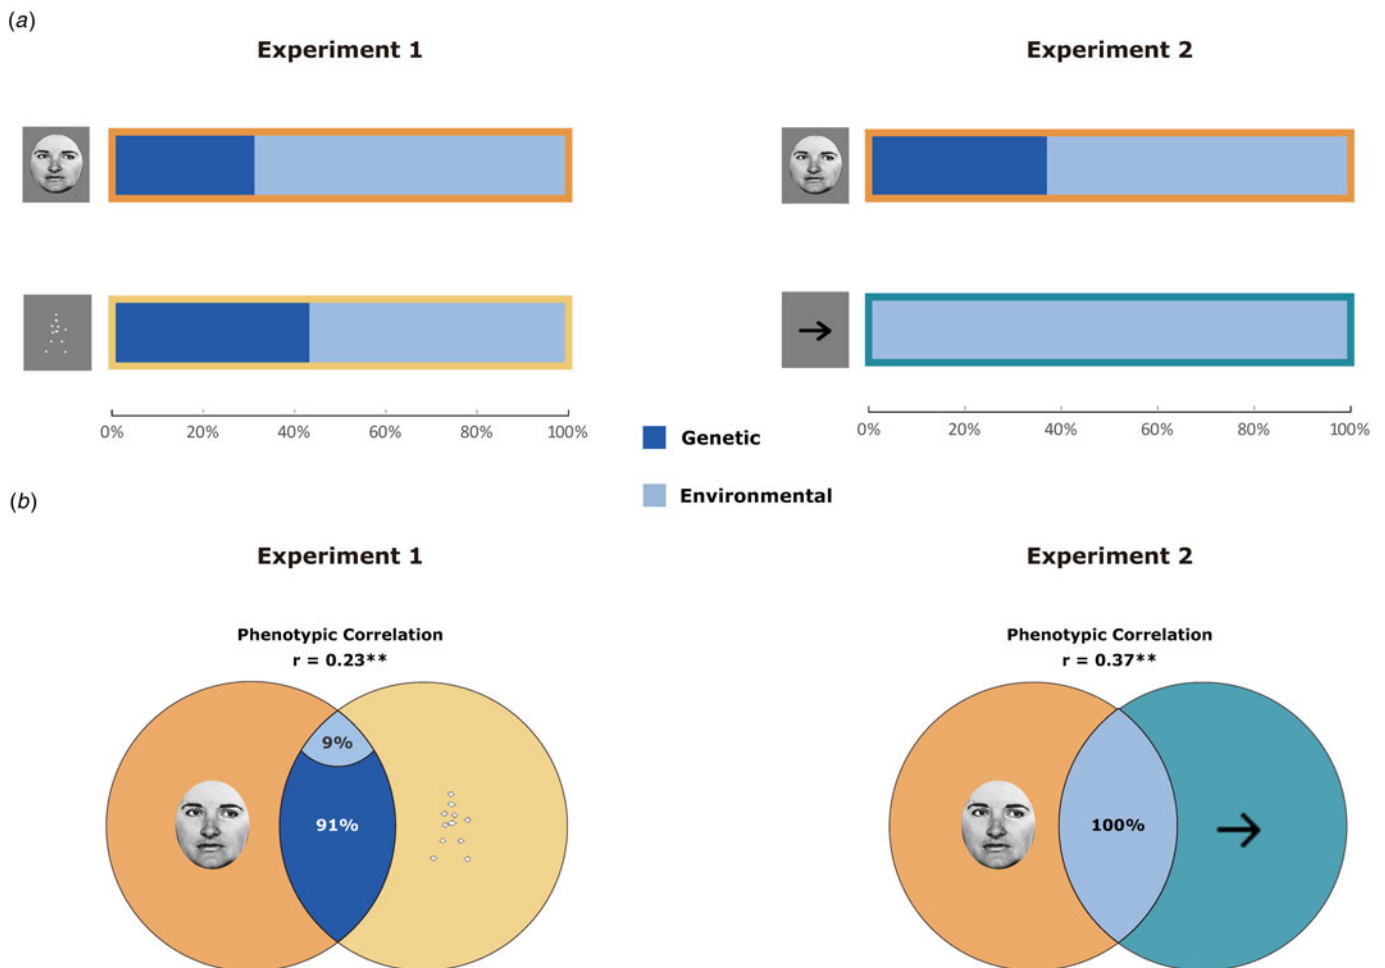 (a)
Experiment 1
Experiment 2
0% 20% 40% 60% 80% 100%
0% 20% 40% 60% 80% 100%
Genetic
Environmental
(b)
Experiment 1
Experiment 2
Phenotypic Correlation
r = 0.23**
Phenotypic Correlation
r = 0.37**
9%
91%
100%